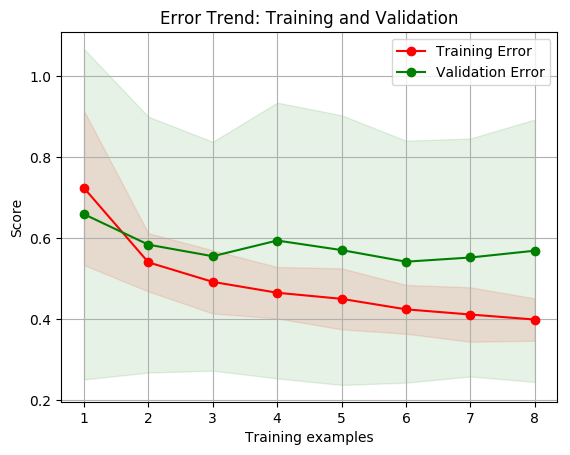 Error Trend: Training and Validation
Training Error
Validation Error
Score
1.0
0.8
0.6
0.4
0.2
1 2 3 4 5 6 7 8
Training examples